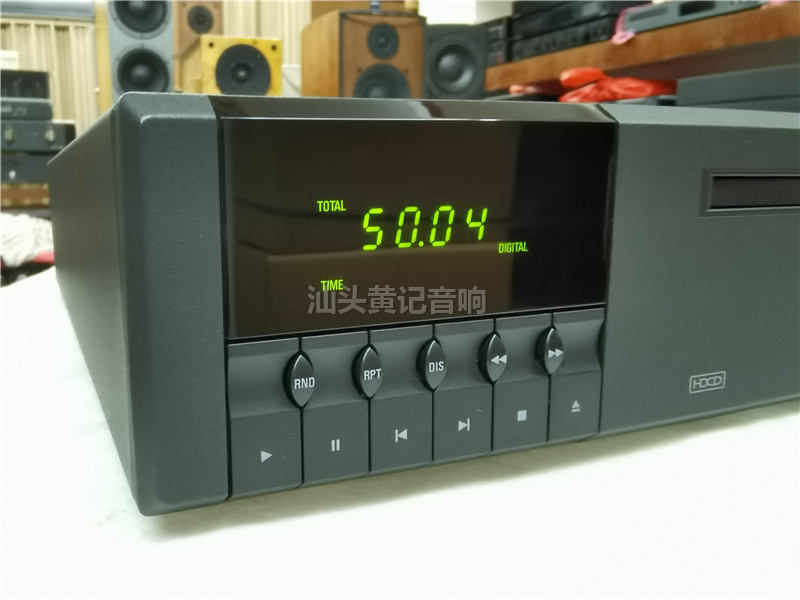 TOTAL
50.04
DIGITAL
TIME
汕头黄记音响
RND
RPT
DIS
HDCD